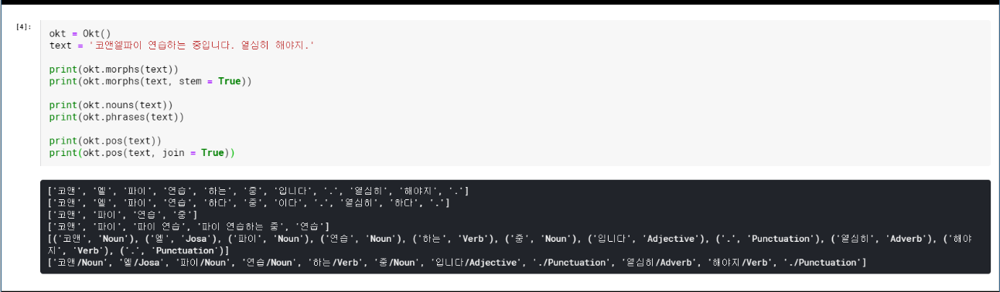 [4]:
okt = Okt()
text = '코앤엘파이 연습하는 중입니다. 열심히 해야지.'
print(okt.morphs(text))
print(okt.morphs(text, stem = True))
print(okt.nouns(text))
print(okt.phrases(text))
print(okt.pos(text))
print(okt.pos(text, join = True))
['코앤', '엘', '파이', '연습', '하는', '중', '입니다', '.', '열심히', '해야지', '.']
['코앤', '엘', '파이', '연습', '하다', '중', '이다', '.', '열심히', '하다', '.']
['코앤', '파이', '연습', '중']
['코앤', '파이', '파이 연습', '파이 연습하는 중', '연습']
[('코앤', 'Noun'), ('엘', 'Josa'), ('파이', 'Noun'), ('연습', 'Noun'), ('하는', 'Verb'), ('중', 'Noun'), ('입니다', 'Adjective'), ('.', 'Punctuation'), ('열심히', 'Adverb'), ('해야
지', 'Verb'), ('.', 'Punctuation')]
['코앤/Noun', '엘/Josa', '파이/Noun', '연습/Noun', '하는/Verb', '중/Noun', '입니다/Adjective', './Punctuation', '열심히/Adverb', '해야지/Verb', './Punctuation']